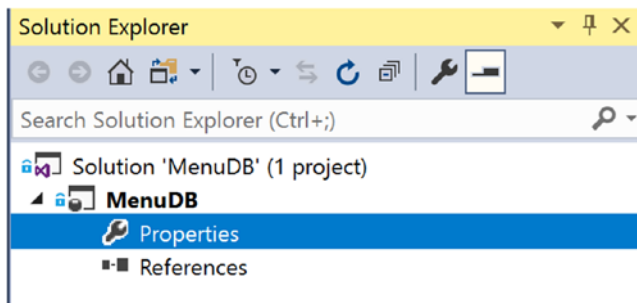 Solution Explorer
Search Solution Explorer (Ctrl+;)
Solution 'MenuDB' (1 project)
MenuDB
Properties
References